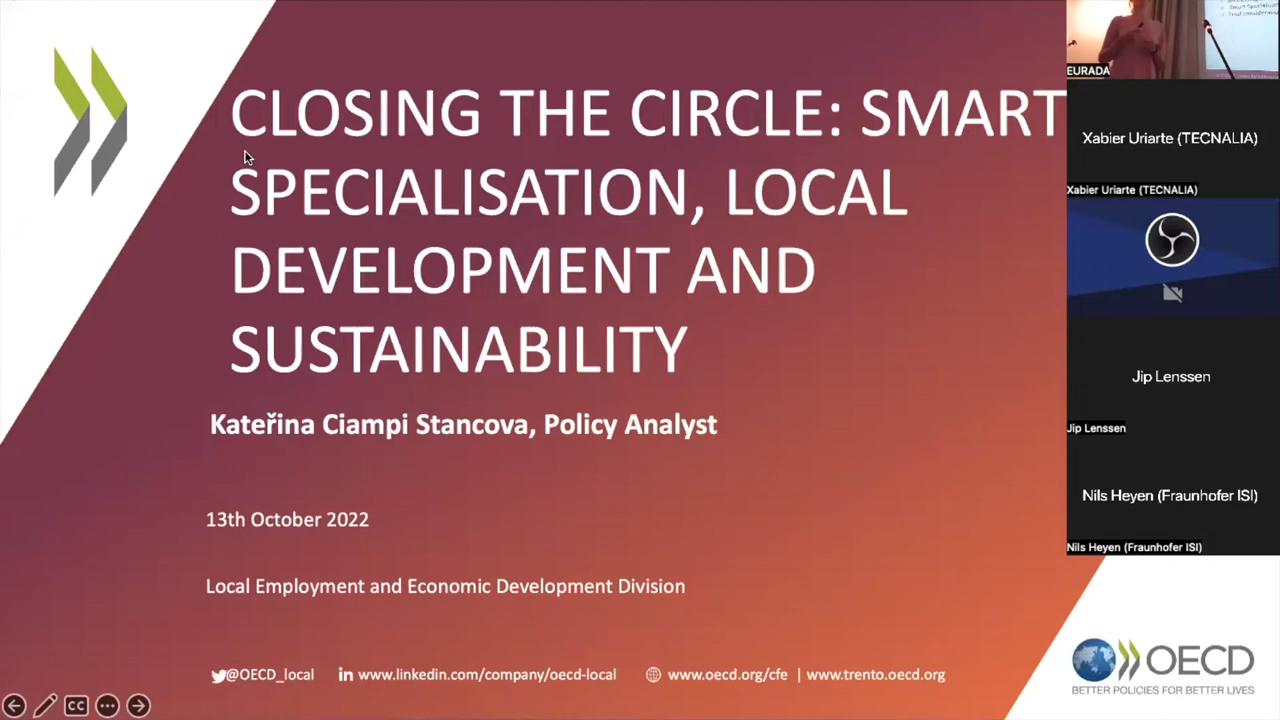 CLOSING THE CIRCLE: SMART
SPECIALISATION, LOCAL
DEVELOPMENT AND
SUSTAINABILITY
Kateřina Ciampi Stancova, Policy Analyst
13th October 2022
Local Employment and Economic Development Division
@OECD_local
in www.linkedin.com/company/oecd-local
www.oecd.org/cfe | www.trento.oecd.org
CC
EURADA
Xabier Uriarte (TECNALIA)
Xabier Uriarte (TECNALIA)
Jip Lenssen
Jip Lenssen
Nils Heyen (Fraunhofer ISI)
Nils Heyen (Fraunhofer ISI)
OECD
BETTER POLICIES FOR BETTER LIVES